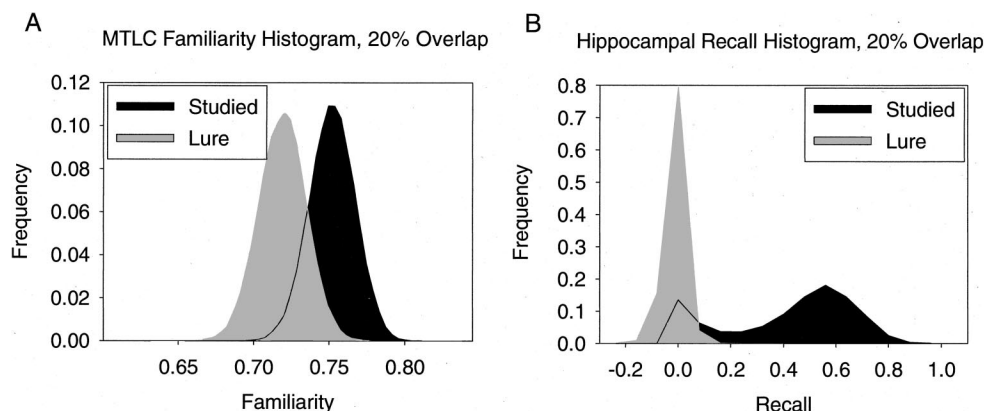 A
MTLC Familiarity Histogram, 20% Overlap
Frequency
0.12
0.10
0.08
0.06
0.04
0.02
0.00
Studied
Lure
0.65 0.70 0.75 0.80
Familiarity
B
Hippocampal Recall Histogram, 20% Overlap
Frequency
0.8
0.7
0.6
0.5
0.4
0.3
0.2
0.1
0.0
Studied
Lure
-0.2 0.0 0.2 0.4 0.6 0.8 1.0
Recall